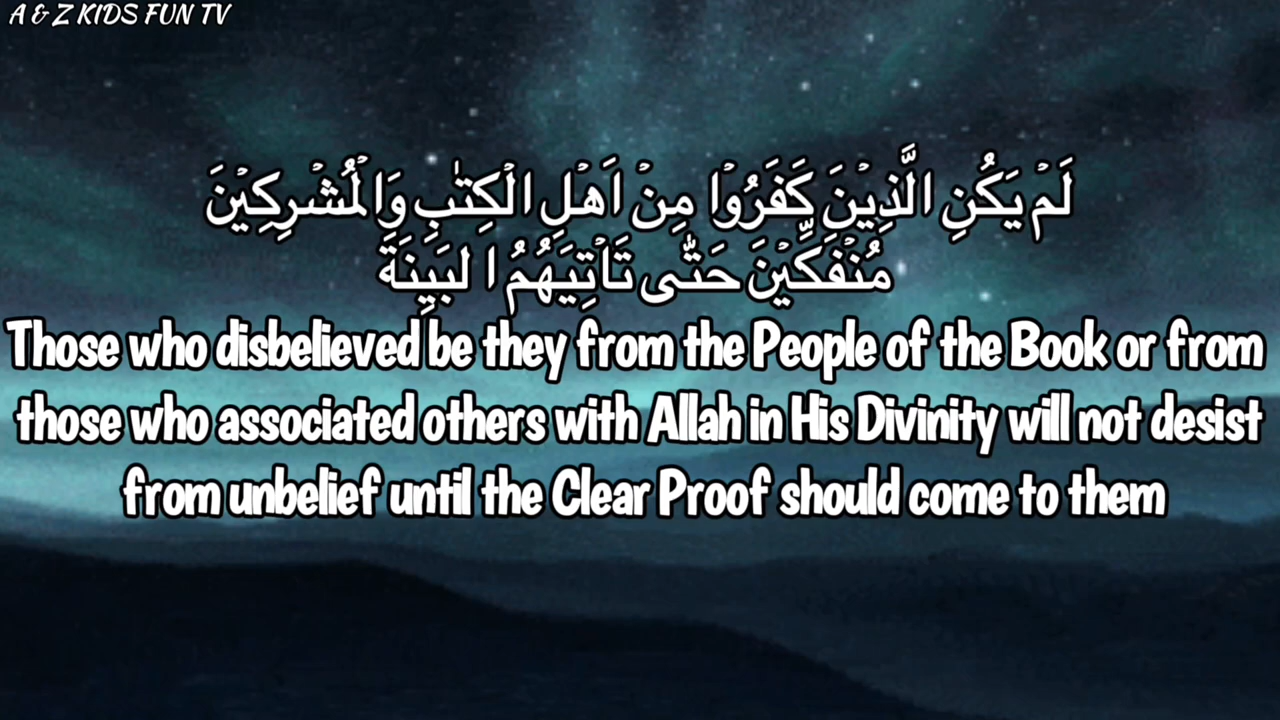 A & Z KIDS FUN TV
لَمْ يَكُنِ الَّذِيْنَ كَفَرُوْا مِنْ اَهْلِ الْكِتٰبِ وَالْمُشْرِكِيْنَ
مُنْفَكِّيْنَ حَتّٰى تَاْتِيَهُمُ ا لبَيِنَةَ
Those who disbelieved be they from the People of the Book or from
those who associated others with Allah in His Divinity will not desist
from unbelief until the Clear Proof should come to them